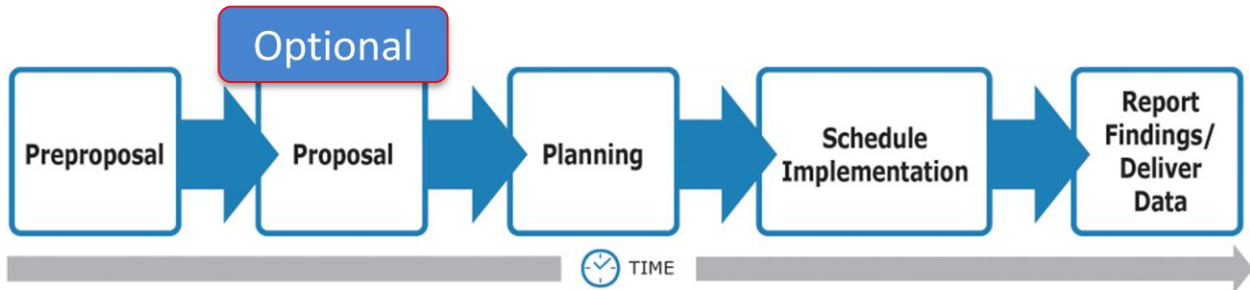 Optional
Preproposal
Proposal
Planning
Schedule
Implementation
Report
Findings/
Deliver
Data
TIME